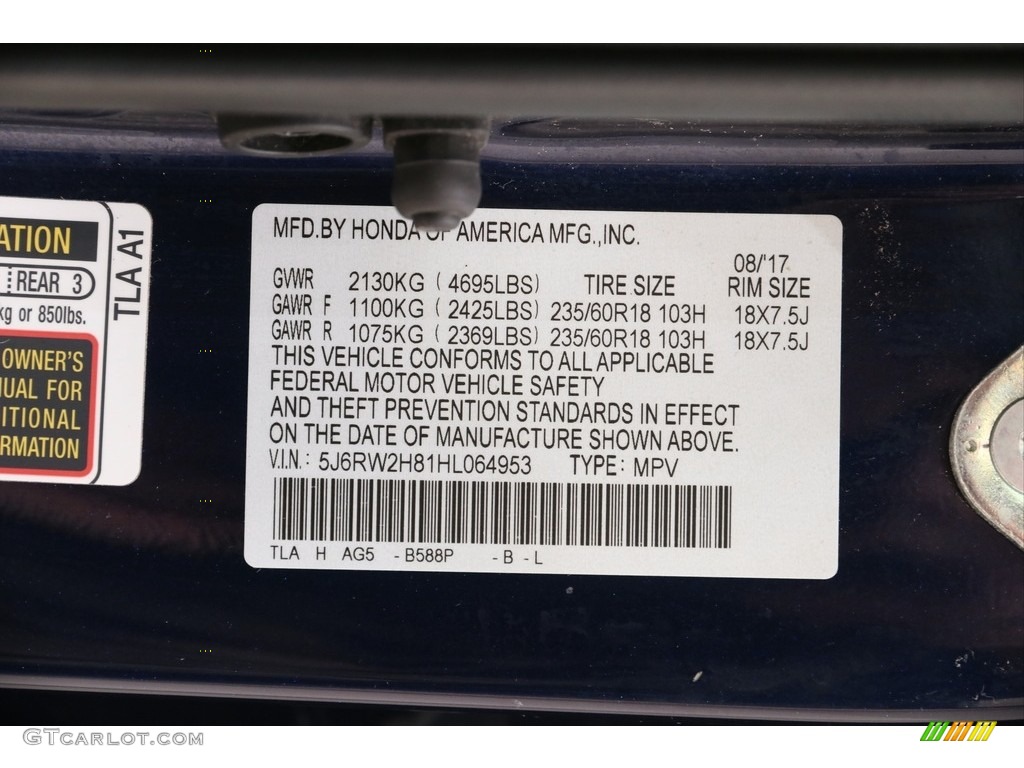 ATION
REAR 3
kg or 850lbs.
OWNER'S
UAL FOR
ITIONAL
RMATION
TLA A1
MFD.BY HONDA OF AMERICA MFG.,INC.
08/'17
GVWR 2130KG (4695LBS) TIRE SIZE RIM SIZE
GAWR F 1100KG (2425LBS) 235/60R18 103H 18X7.5J
GAWR R 1075KG (2369LBS) 235/60R18 103H 18X7.5J
THIS VEHICLE CONFORMS TO ALL APPLICABLE
FEDERAL MOTOR VEHICLE SAFETY
AND THEFT PREVENTION STANDARDS IN EFFECT
ON THE DATE OF MANUFACTURE SHOWN ABOVE.
V.I.N.: 5J6RW2H81HL064953 TYPE: MPV
TLA H AG5 -B588P -B -L
GTCarlot.com